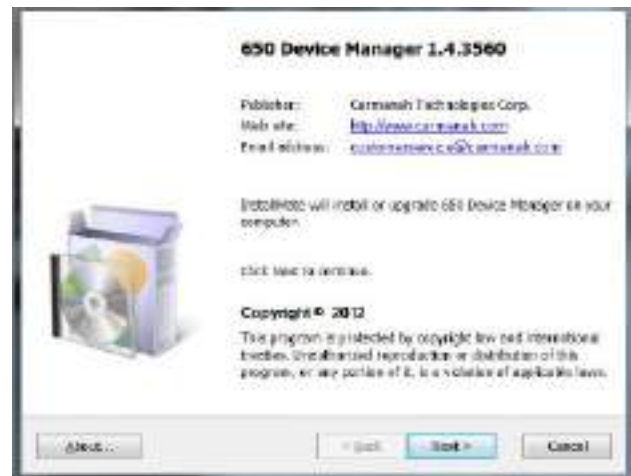 650 Device Manager 1.4.3560
Publisher: Carmanah Technologies Corp.
Web site: http://www.carmanah.com
Email address: customerservice@carmanah.com
InstallMate will install or upgrade 650 Device Manager on your
computer.
Click Next to continue.
Copyright © 2012
This program is protected by copyright law and international
treaties. Unauthorized reproduction or distribution of this
program, or any portion of it, is a violation of applicable laws.
About...
< Back
Next >
Cancel